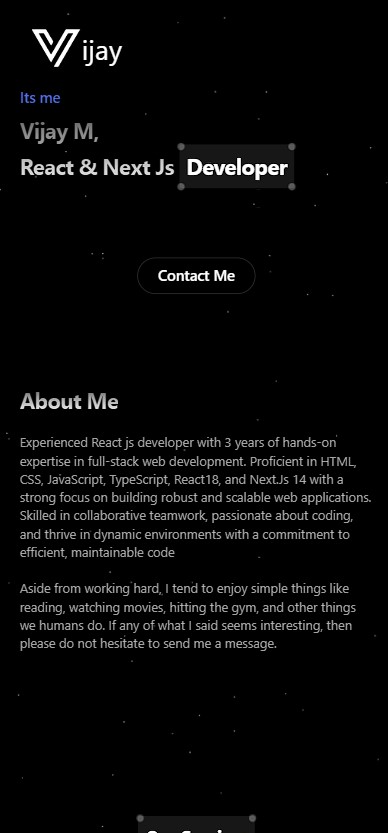 Vijay
Its me
Vijay M,
React & Next Js Developer
Contact Me
About Me
Experienced React js developer with 3 years of hands-on
expertise in full-stack web development. Proficient in HTML,
CSS, JavaScript, TypeScript, React18, and NextJs 14 with a
strong focus on building robust and scalable web applications.
Skilled in collaborative teamwork, passionate about coding,
and thrive in dynamic environments with a commitment to
efficient, maintainable code
Aside from working hard, I tend to enjoy simple things like
reading, watching movies, hitting the gym, and other things
we humans do. If any of what I said seems interesting, then
please do not hesitate to send me a message.